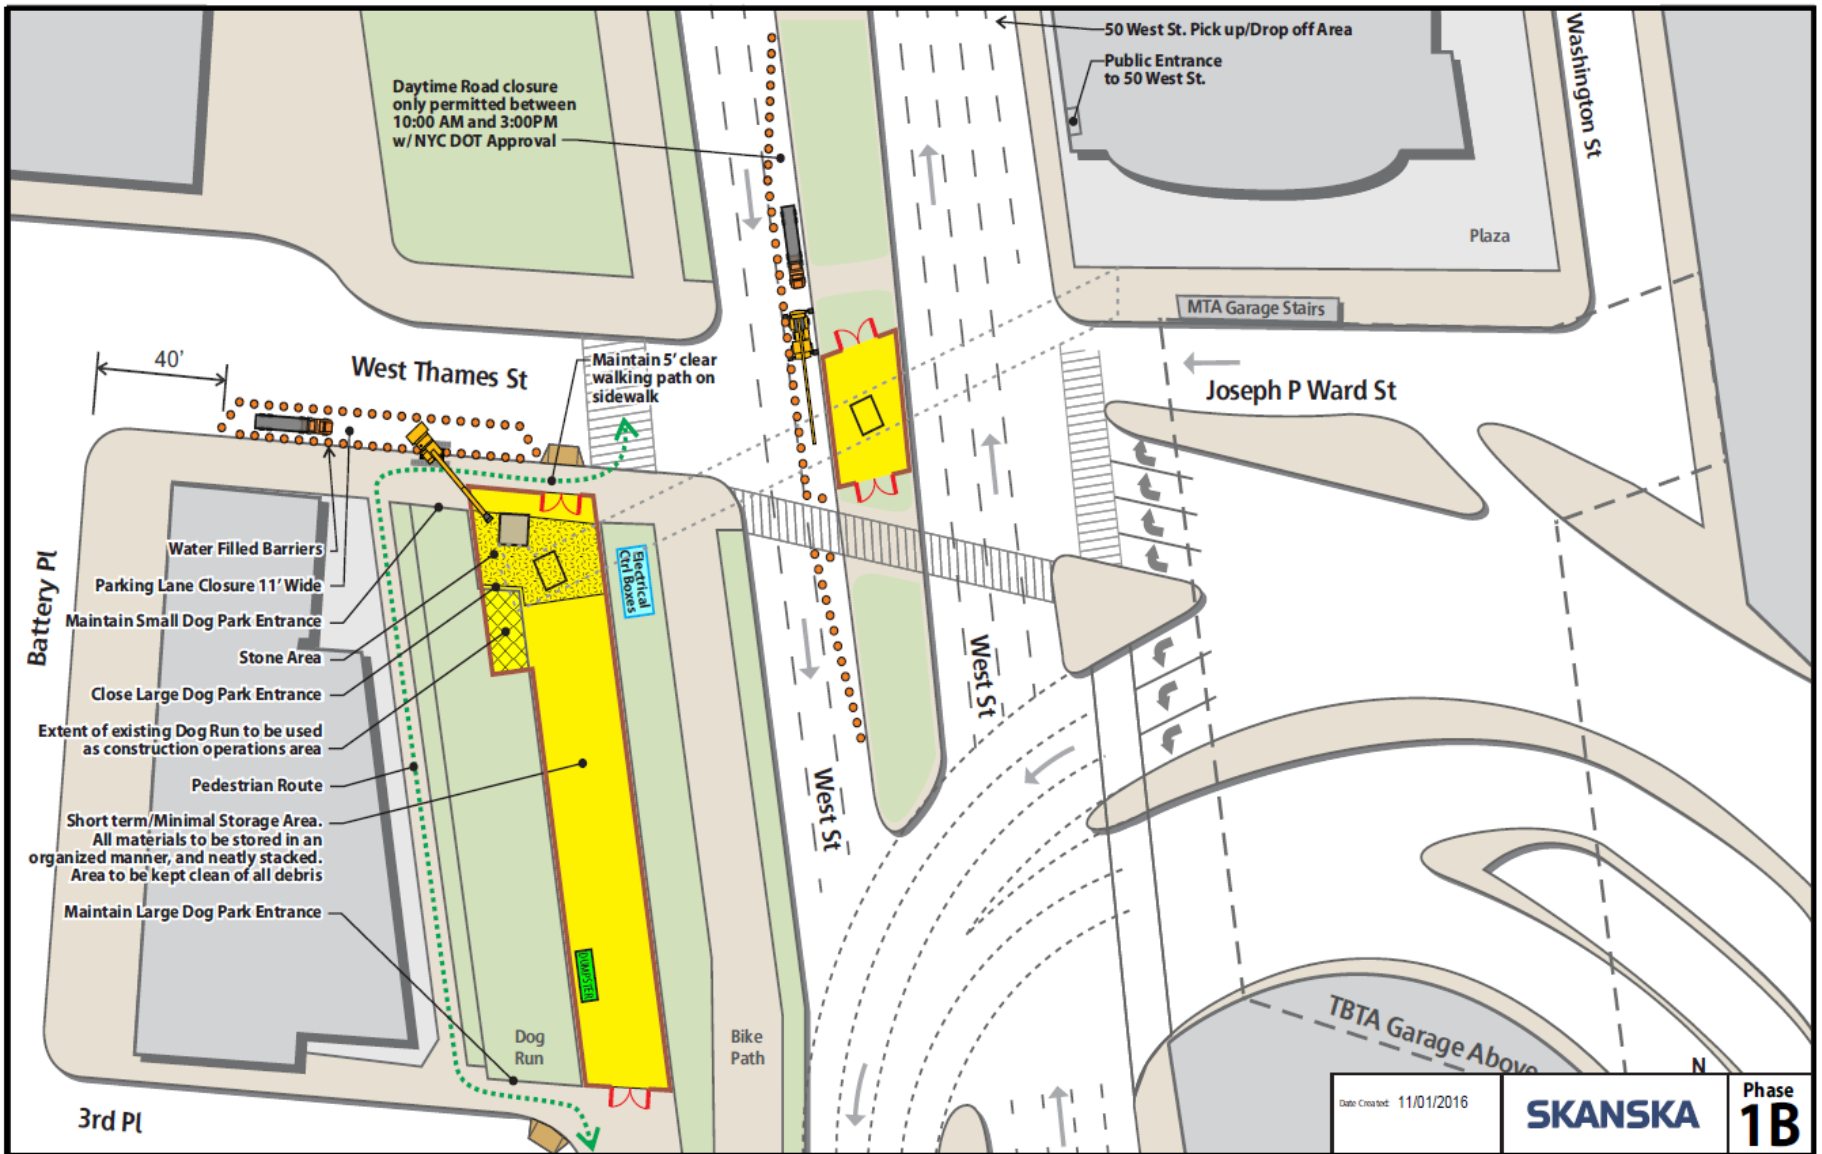 50 West St. Pick up/Drop off Area
Public Entrance
to 50 West St.
Washington St
Daytime Road closure
only permitted between
10:00 AM and 3:00PM
w/ NYC DOT Approval
Plaza
MTA Garage Stairs
40'
West Thames St
Maintain 5' clear
walking path on
sidewalk
Joseph P Ward St
Battery Pl
Water Filled Barriers
Parking Lane Closure 11' Wide
Maintain Small Dog Park Entrance
Stone Area
Close Large Dog Park Entrance
Extent of existing Dog Run to be used
as construction operations area
Pedestrian Route
Short term/Minimal Storage Area.
All materials to be stored in an
organized manner, and neatly stacked.
Area to be kept clean of all debris
Maintain Large Dog Park Entrance
Electrical
Ctrl Boxes
West St
West St
DUMPSTER
Dog
Run
Bike
Path
3rd Pl
TBTA Garage Above
N
Date Created: 11/01/2016
SKANSKA
Phase
1B